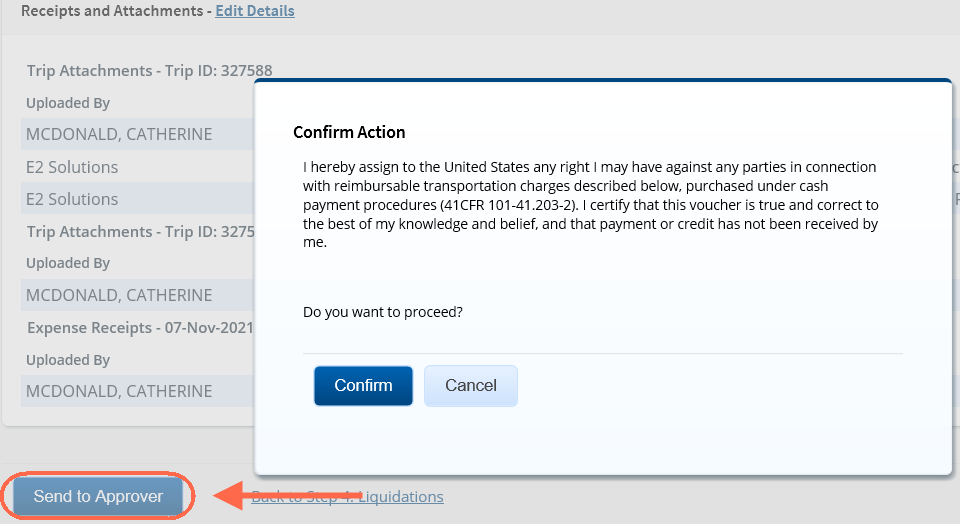 Receipts and Attachments - Edit Details
Trip Attachments - Trip ID: 327588
Uploaded By
MCDONALD, CATHERINE
E2 Solutions
E2 Solutions
Trip Attachments - Trip ID: 3275
Uploaded By
MCDONALD, CATHERINE
Expense Receipts - 07-Nov-2021
Uploaded By
MCDONALD, CATHERINE
Confirm Action
I hereby assign to the United States any right I may have against any parties in connection
with reimbursable transportation charges described below, purchased under cash
payment procedures (41CFR 101-41.203-2). I certify that this voucher is true and correct to
the best of my knowledge and belief, and that payment or credit has not been received by
me.
Do you want to proceed?
Confirm Cancel
Send to Approver
Back to Step 4: Liquidations